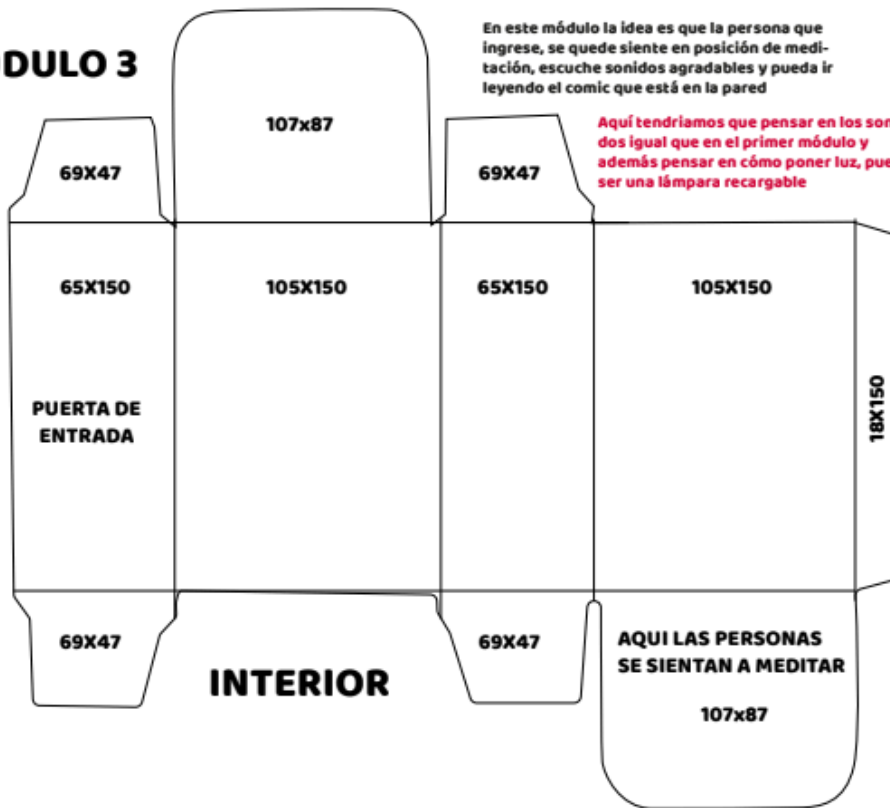 DULO 3
En este módulo la idea es que la persona que
ingrese, se quede siente en posición de medi-
tación, escuche sonidos agradables y pueda ir
leyendo el comic que está en la pared
Aquí tendriamos que pensar en los son
dos igual que en el primer módulo y
además pensar en cómo poner luz, pue
ser una lámpara recargable
107x87
69X47
69X47
65X150
105X150
65X150
105X150
PUERTA DE
ENTRADA
18X150
69X47
69X47
INTERIOR
AQUI LAS PERSONAS
SE SIENTAN A MEDITAR
107x87